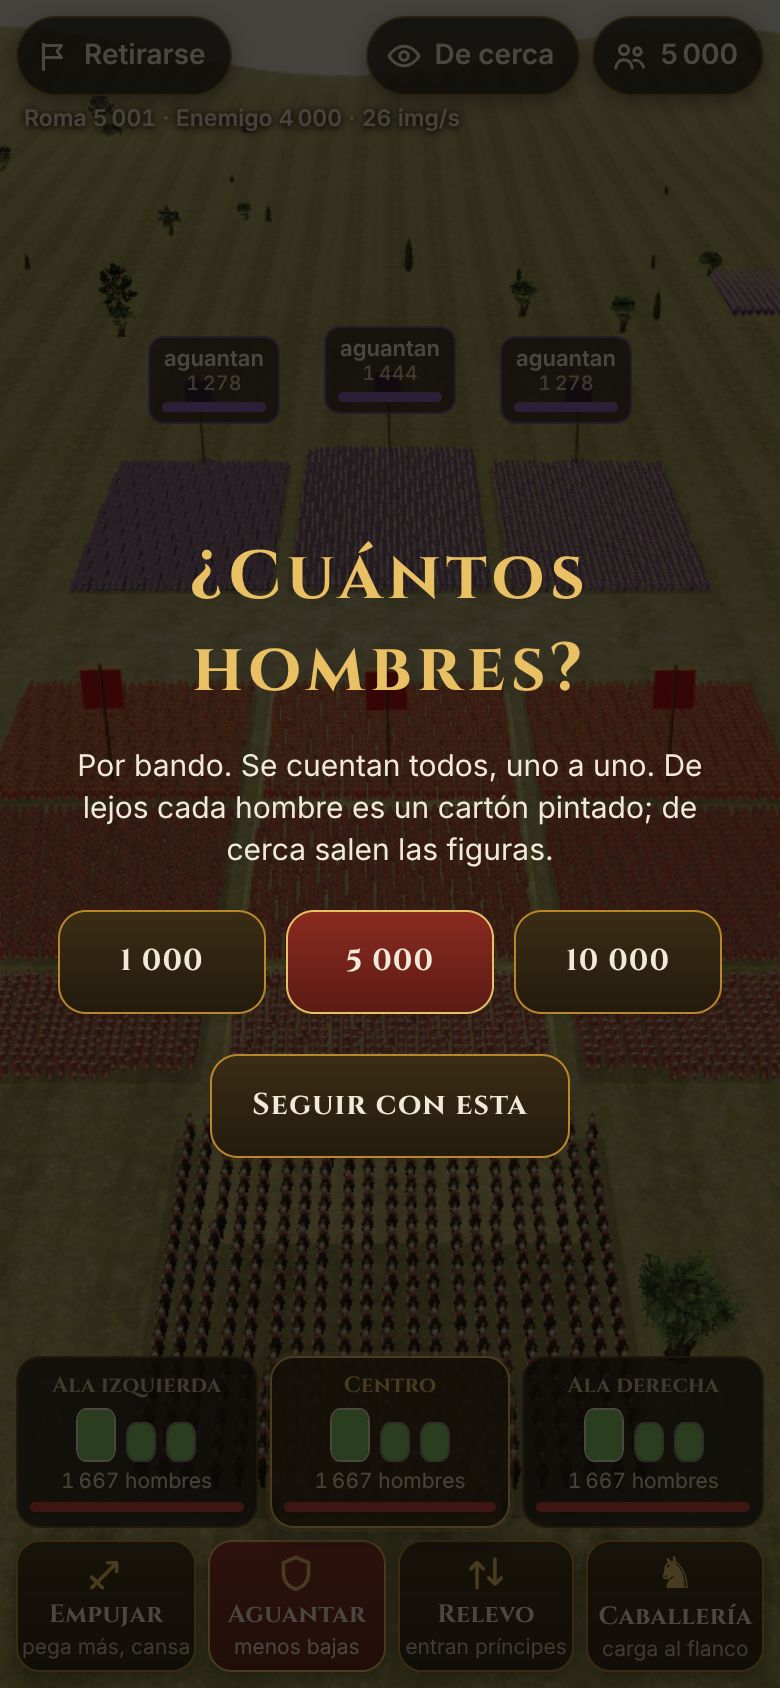 Retirarse
De cerca
5 000
Roma 5 001 · Enemigo 4 000 · 26 img/s
aguantan
1 278
aguantan
1 444
aguantan
1 278
¿Cuántos
hombres?
Por bando. Se cuentan todos, uno a uno. De
lejos cada hombre es un cartón pintado; de
cerca salen las figuras.
1 000
5 000
10 000
Seguir con esta
Ala izquierda
1 667 hombres
Centro
1 667 hombres
Ala derecha
1 667 hombres
Empujar
pega más, cansa
Aguantar
menos bajas
Relevo
entran príncipes
Caballería
carga al flanco